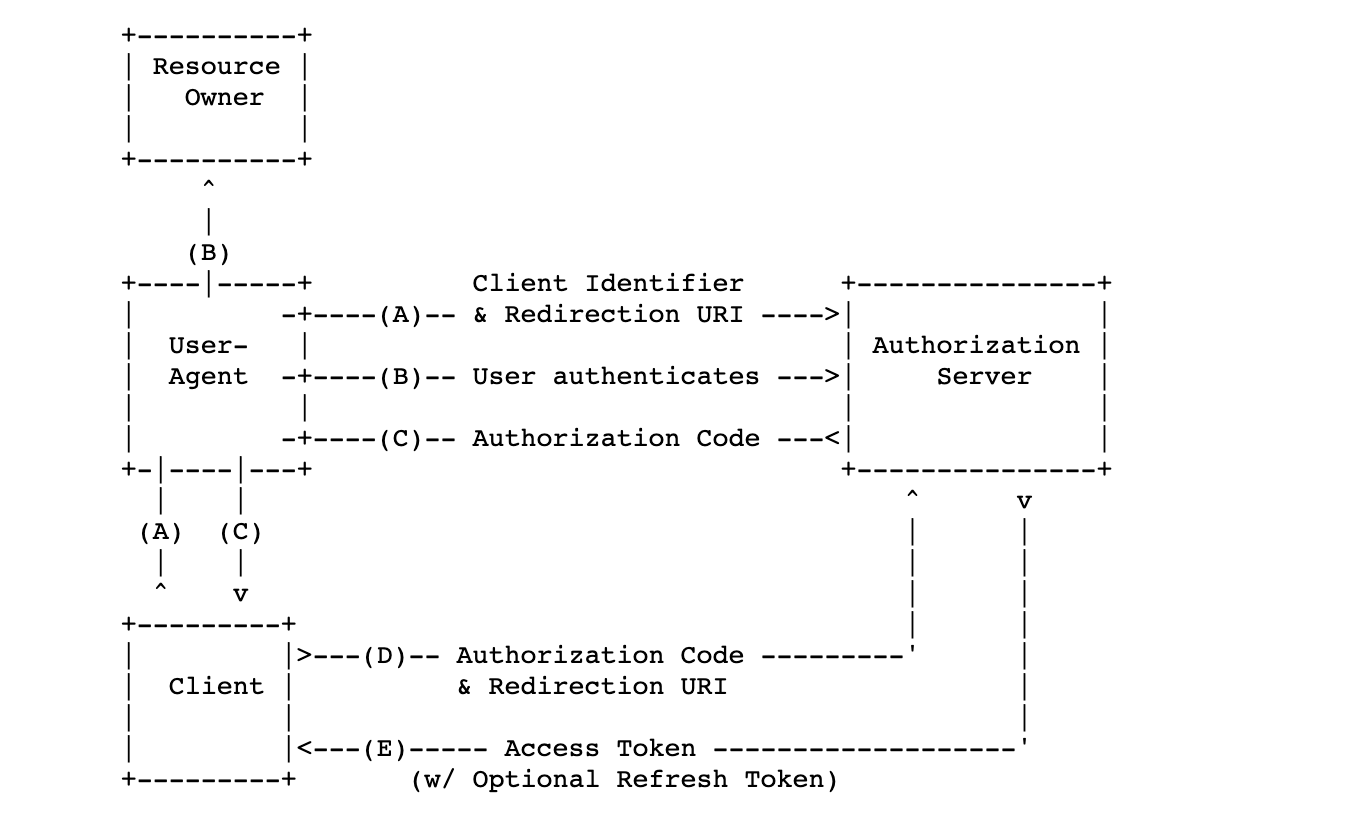 +----------+
| Resource |
|   Owner  |
|          |
+----------+
     ^
     |
    (B)
+----|-----+          Client Identifier      +---------------+
|         -+----(A)-- & Redirection URI ---->|               |
|  User-   |                                 | Authorization |
|  Agent  -+----(B)-- User authenticates --->|     Server    |
|          |                                 |               |
|         -+----(C)-- Authorization Code ---<|               |
+-|----|---+                                 +---------------+
  |    |                                         ^      v
 (A)  (C)                                        |      |
  |    |                                         |      |
  ^    v                                         |      |
+---------+                                      |      |
|         |>---(D)-- Authorization Code ---------'      |
|  Client |          & Redirection URI                  |
|         |                                             |
|         |<---(E)----- Access Token -------------------'
+---------+       (w/ Optional Refresh Token)